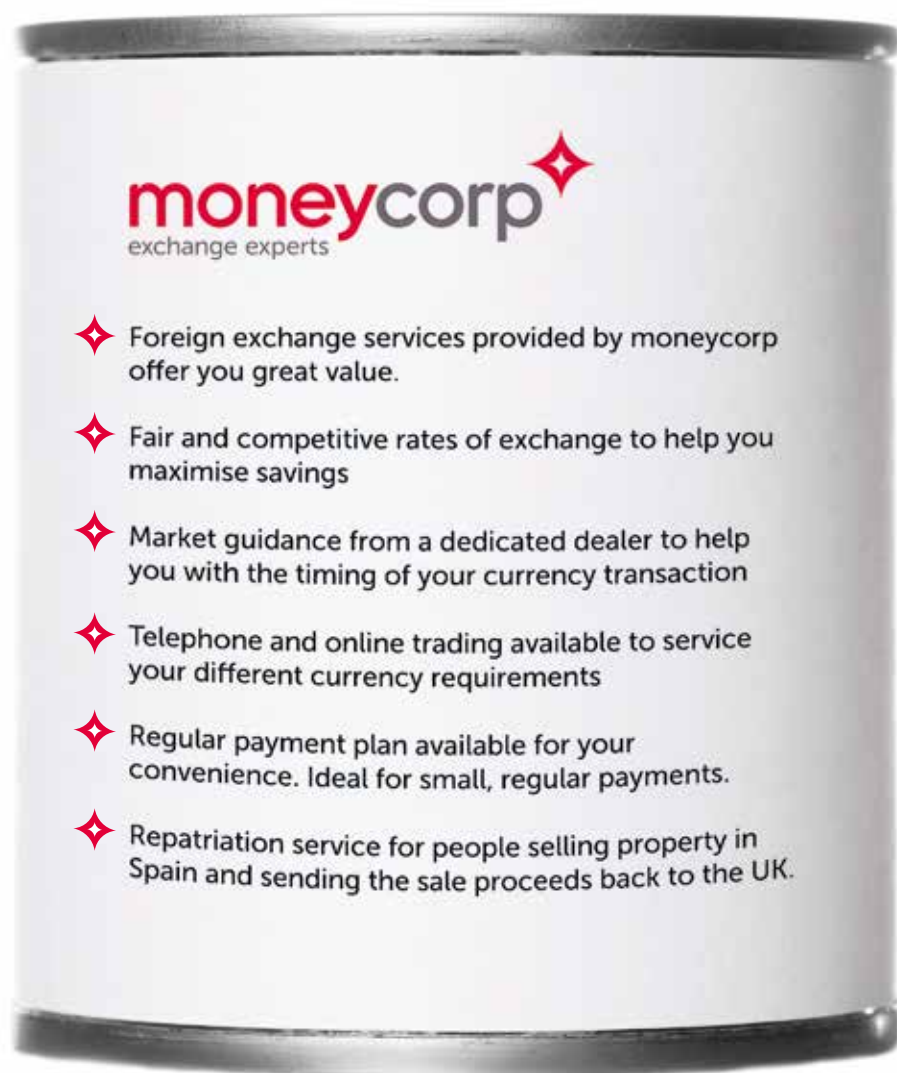 moneycorp
exchange experts
Foreign exchange services provided by moneycorp
offer you great value.
Fair and competitive rates of exchange to help you
maximise savings
Market guidance from a dedicated dealer to help
you with the timing of your currency transaction
Telephone and online trading available to service
your different currency requirements
Regular payment plan available for your
convenience. Ideal for small, regular payments.
Repatriation service for people selling property in
Spain and sending the sale proceeds back to the UK.